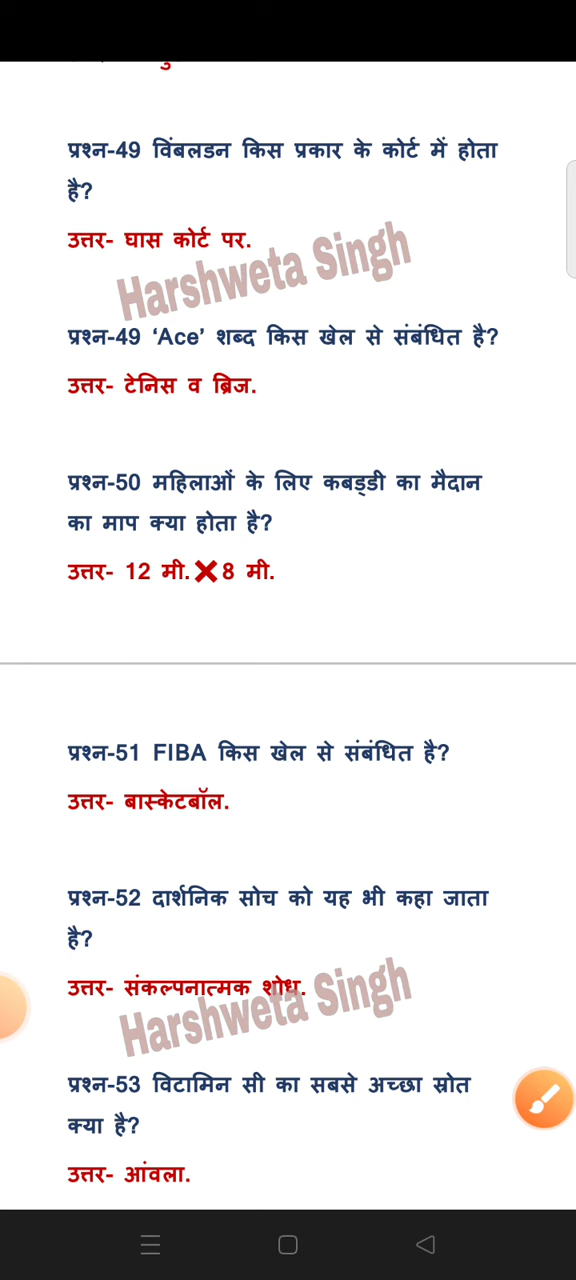 प्रश्न-49 विंबलडन किस प्रकार के कोर्ट में होता
है?
उत्तर- घास कोर्ट पर.
Harshweta Singh
प्रश्न-49 ‘Ace’ शब्द किस खेल से संबंधित है?
उत्तर- टेनिस व ब्रिज.
प्रश्न-50 महिलाओं के लिए कबड्डी का मैदान
का माप क्या होता है?
उत्तर- 12 मी.❌8 मी.
प्रश्न-51 FIBA किस खेल से संबंधित है?
उत्तर- बास्केटबॉल.
प्रश्न-52 दार्शनिक सोच को यह भी कहा जाता
है?
उत्तर- संकल्पनात्मक शोध.
Harshweta Singh
प्रश्न-53 विटामिन सी का सबसे अच्छा स्रोत
क्या है?
उत्तर- आंवला.